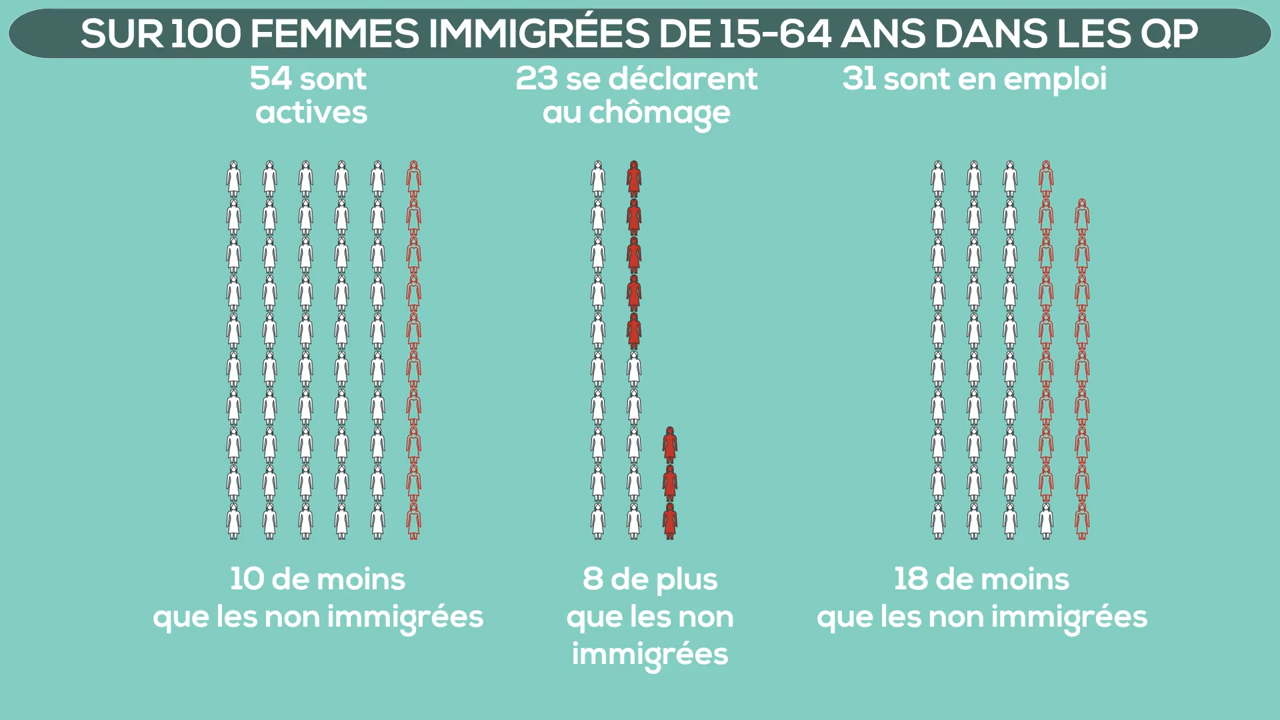 SUR 100 FEMMES IMMIGRÉES DE 15-64 ANS DANS LES QP
54 sont
actives
23 se déclarent
au chômage
31 sont en emploi
10 de moins
que les non immigrées
8 de plus
que les non
immigrées
18 de moins
que les non immigrées